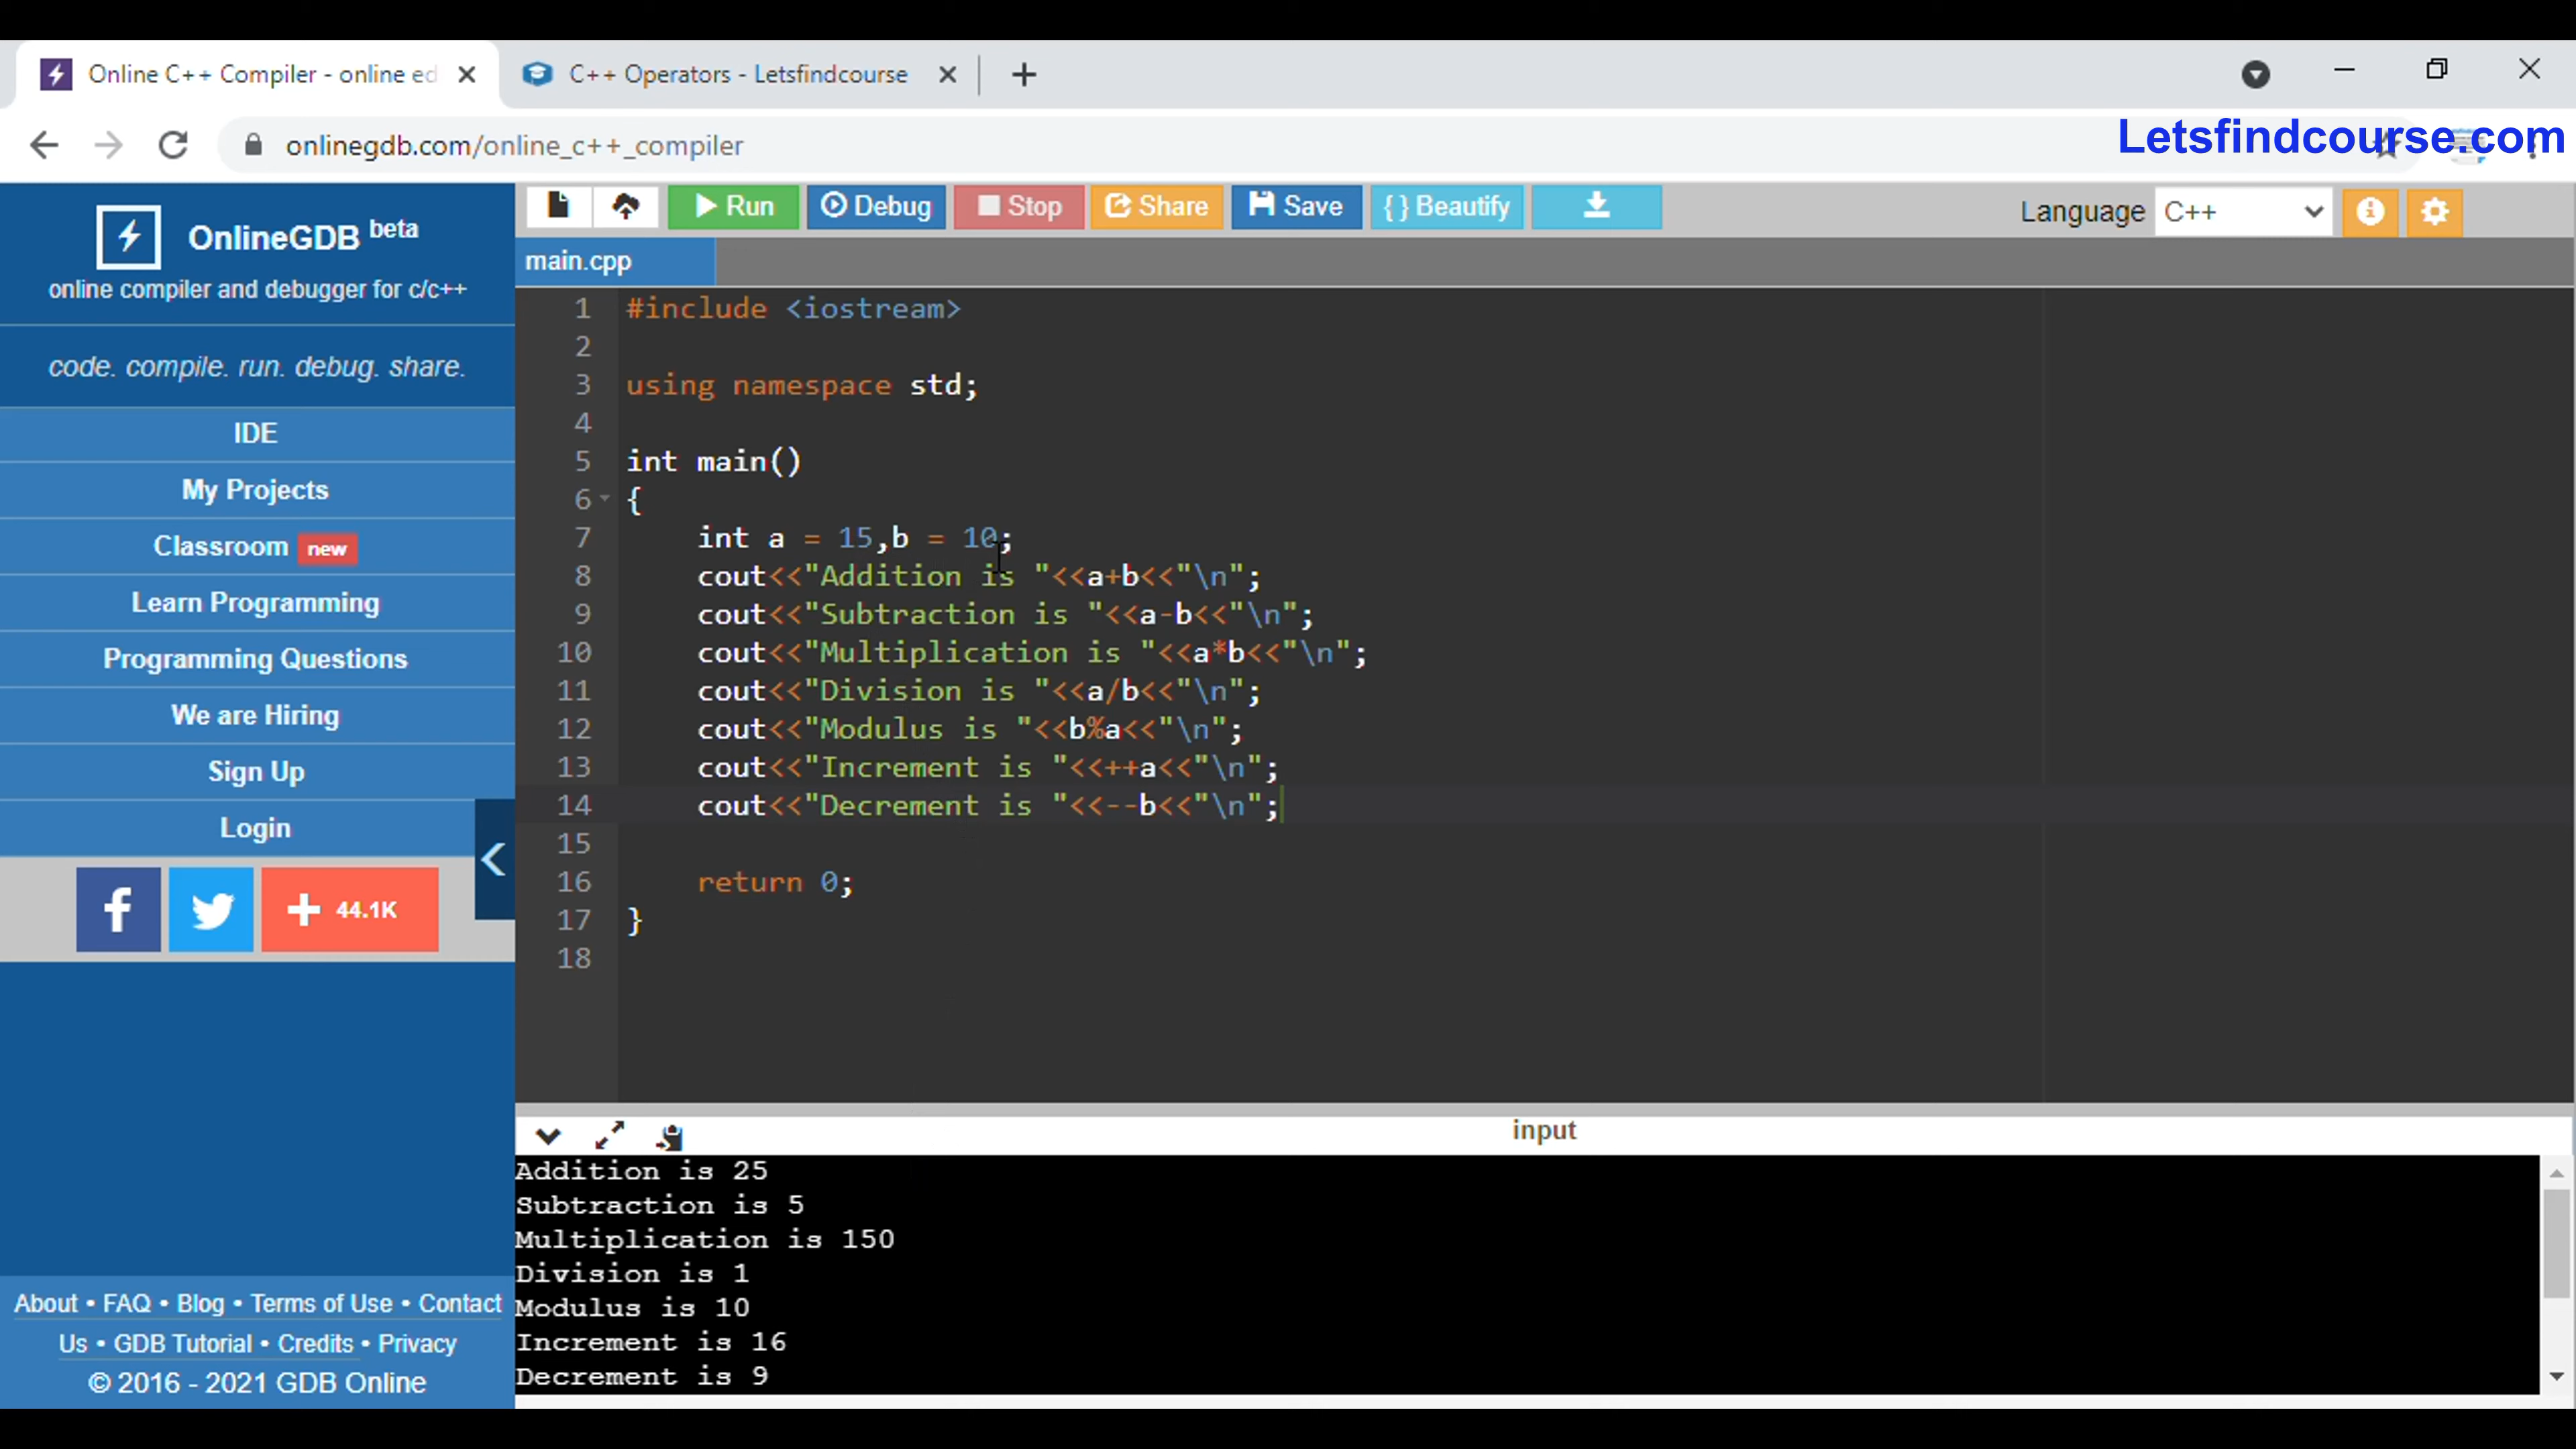 Online C++ Compiler - online ed
C++ Operators - Letsfindcourse
onlinegdb.com/online_c++_compiler
Letsfindcourse.com
OnlineGDB beta
online compiler and debugger for c/c++
code. compile. run. debug. share.
IDE
My Projects
Classroom new
Learn Programming
Programming Questions
We are Hiring
Sign Up
Login
44.1K
About • FAQ • Blog • Terms of Use • Contact
Us • GDB Tutorial • Credits • Privacy
© 2016 - 2021 GDB Online
Run Debug Stop Share Save { } Beautify
Language C++
main.cpp
1 #include <iostream>
2
3 using namespace std;
4
5 int main()
6 {
7 int a = 15,b = 10;
8 cout<<"Addition is "<<a+b<<"\n";
9 cout<<"Subtraction is "<<a-b<<"\n";
10 cout<<"Multiplication is "<<a*b<<"\n";
11 cout<<"Division is "<<a/b<<"\n";
12 cout<<"Modulus is "<<b%a<<"\n";
13 cout<<"Increment is "<<++a<<"\n";
14 cout<<"Decrement is "<<--b<<"\n";
15
16 return 0;
17 }
18
input
Addition is 25
Subtraction is 5
Multiplication is 150
Division is 1
Modulus is 10
Increment is 16
Decrement is 9